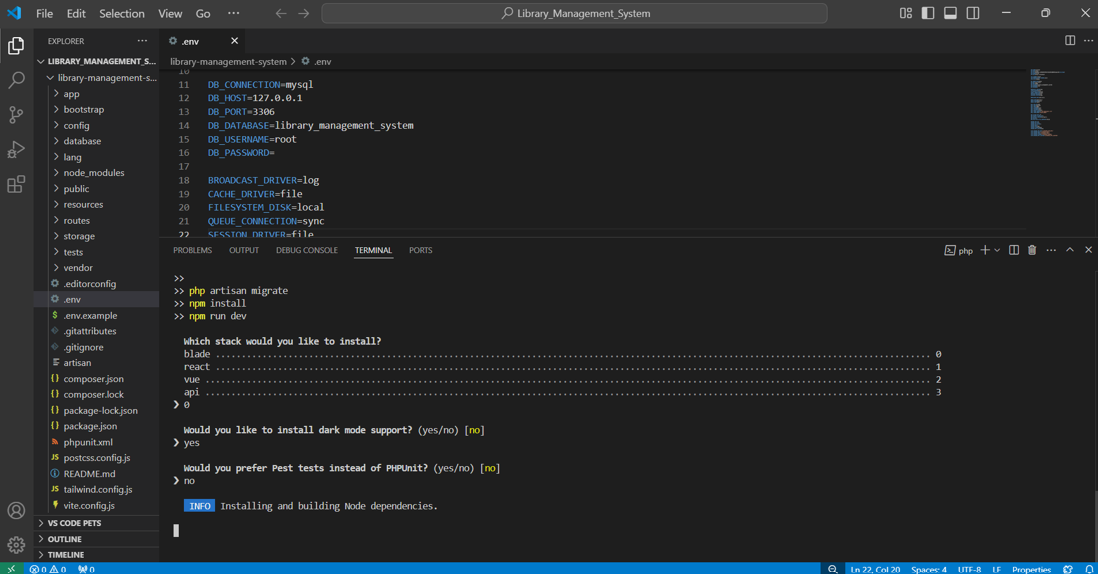 File Edit Selection View Go ··· Library_Management_System
EXPLORER ···
LIBRARY_MANAGEMENT_S...
library-management-s...
app
bootstrap
config
database
lang
node_modules
public
resources
routes
storage
tests
vendor
.editorconfig
.env
$ .env.example
.gitattributes
.gitignore
artisan
{} composer.json
{} composer.lock
{} package-lock.json
{} package.json
phpunit.xml
JS postcss.config.js
README.md
JS tailwind.config.js
vite.config.js
VS CODE PETS
OUTLINE
TIMELINE
.env
library-management-system > .env
10
11 DB_CONNECTION=mysql
12 DB_HOST=127.0.0.1
13 DB_PORT=3306
14 DB_DATABASE=library_management_system
15 DB_USERNAME=root
16 DB_PASSWORD=
17
18 BROADCAST_DRIVER=log
19 CACHE_DRIVER=file
20 FILESYSTEM_DISK=local
21 QUEUE_CONNECTION=sync
22 SESSION_DRIVER=file
PROBLEMS OUTPUT DEBUG CONSOLE TERMINAL PORTS php
>>
>> php artisan migrate
>> npm install
>> npm run dev
Which stack would you like to install?
blade ........ 0
react ........ 1
vue ........ 2
api ........ 3
❯ 0
Would you like to install dark mode support? (yes/no) [no]
❯ yes
Would you prefer Pest tests instead of PHPUnit? (yes/no) [no]
❯ no
INFO Installing and building Node dependencies.
0 0 0 Ln 22, Col 20 Spaces: 4 UTF-8 LF Properties